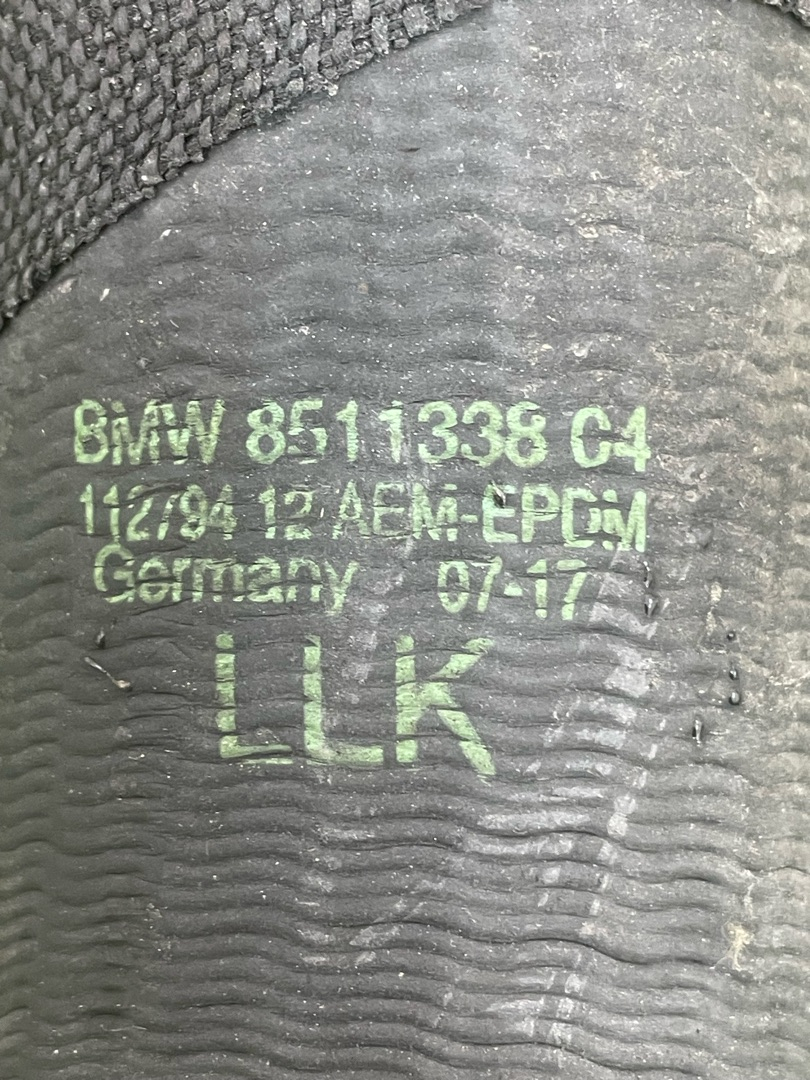 BMW 8511338 C4
112/94 12 AEM-EPDM
Germany 07-17
LLK